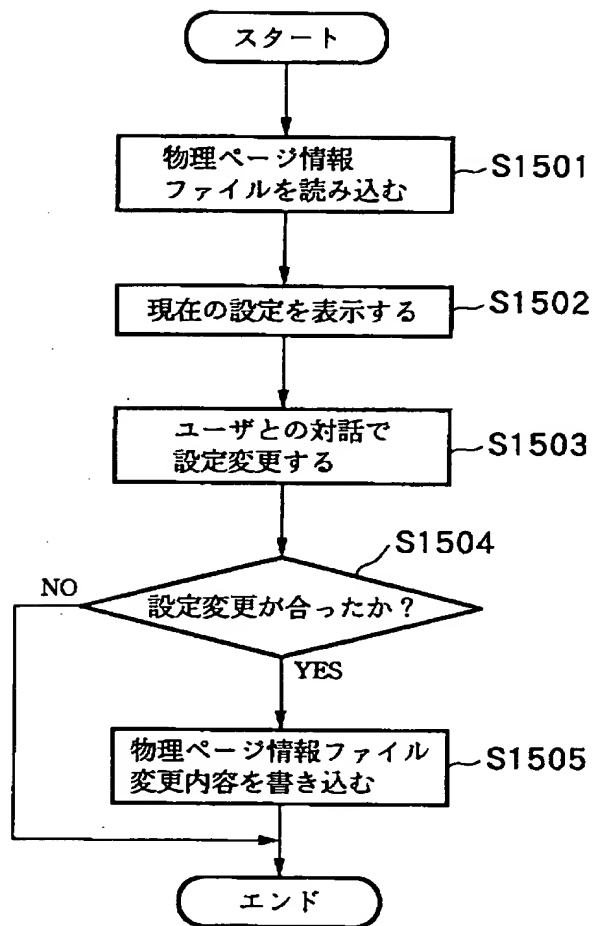 スタート
物理ページ情報
ファイルを読み込む
S1501
現在の設定を表示する
S1502
ユーザとの対話で
設定変更する
S1503
S1504
NO
設定変更が合ったか?
YES
物理ページ情報ファイル
変更内容を書き込む
S1505
エンド